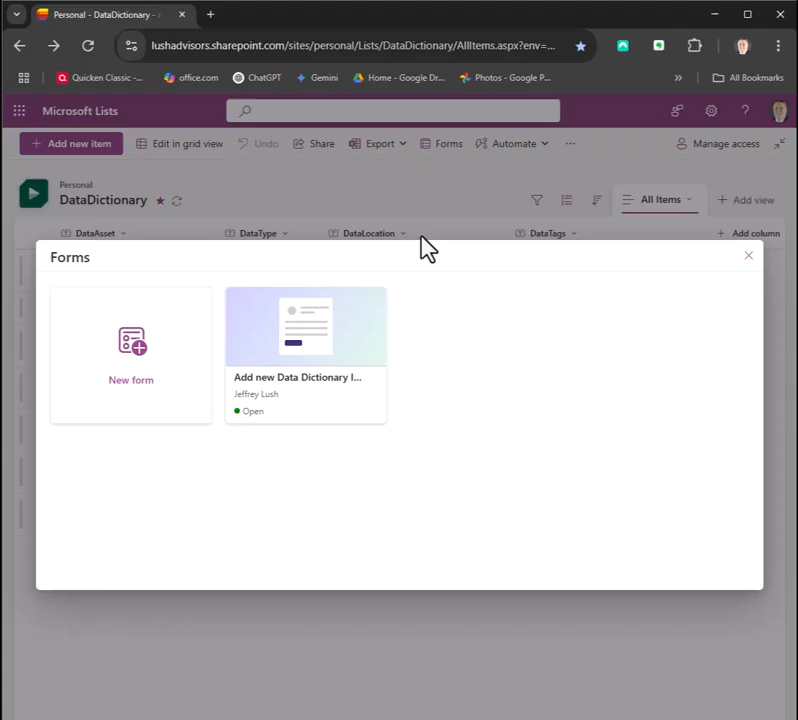 Personal - DataDictionary - A
lushadvisors.sharepoint.com/sites/personal/Lists/DataDictionary/AllItems.aspx?env=...
Quicken Classic -... office.com ChatGPT Gemini Home - Google Dr... Photos - Google P... » All Bookmarks
Microsoft Lists
+ Add new item Edit in grid view Undo Share Export Forms Automate ... Manage access
Personal
DataDictionary All Items + Add view
DataAsset DataType DataLocation DataTags + Add column
Forms
New form
Add new Data Dictionary I...
Jeffrey Lush
Open